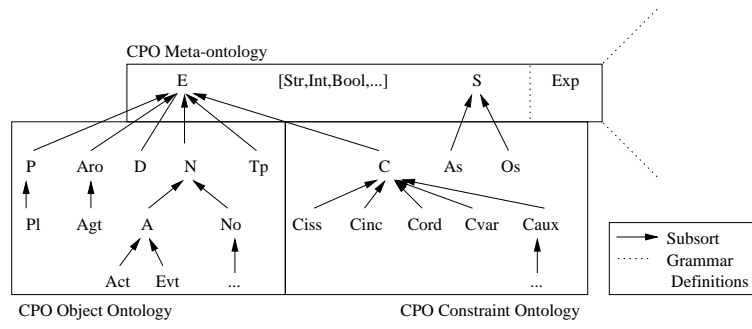 CPO Meta-ontology
E [Str,Int,Bool,...] S Exp
P Aro D N Tp C As Os
Pl Agt A No Ciss Cinc Cord Cvar Caux
Act Evt ... ...
CPO Object Ontology CPO Constraint Ontology
Subsort
Grammar
Definitions